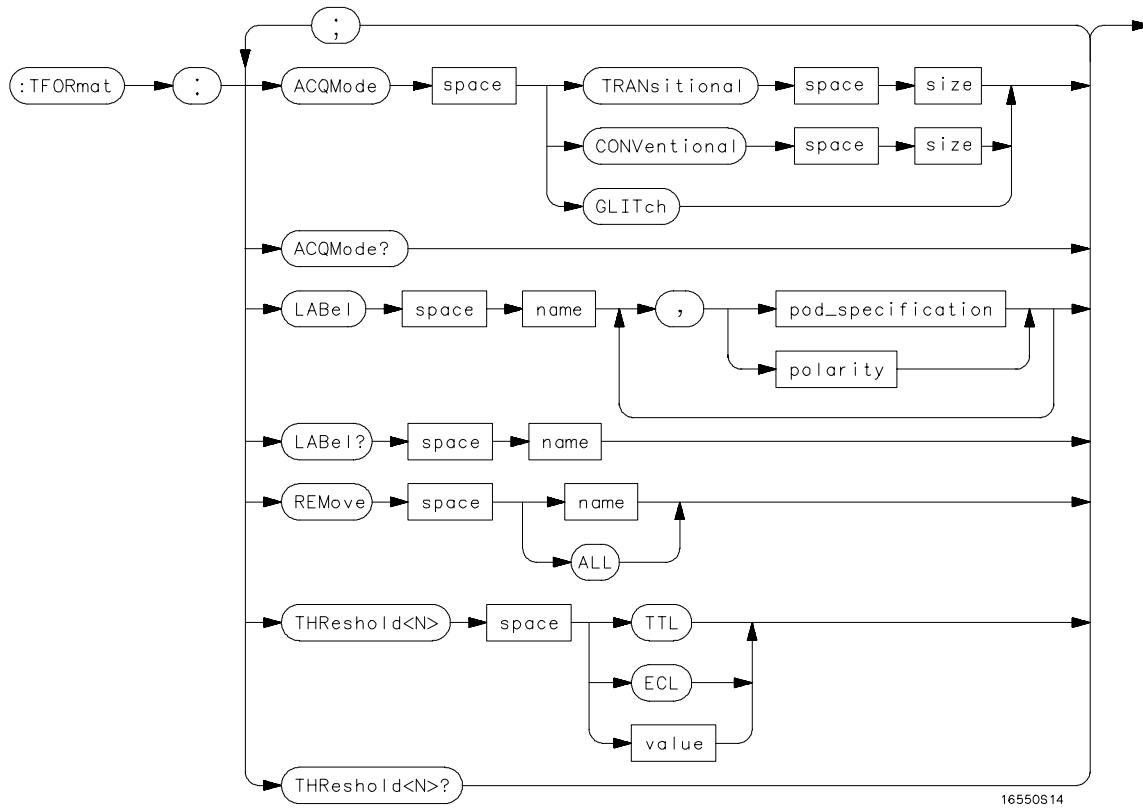 ;
:TFORmat : ACQMode space TRANsitional space size
CONVentional space size
GLITch
ACQMode?
LABel space name , pod_specification
polarity
LABel? space name
REMove space name
ALL
THReshold<N> space TTL
ECL
value
THReshold<N>?
16550S14